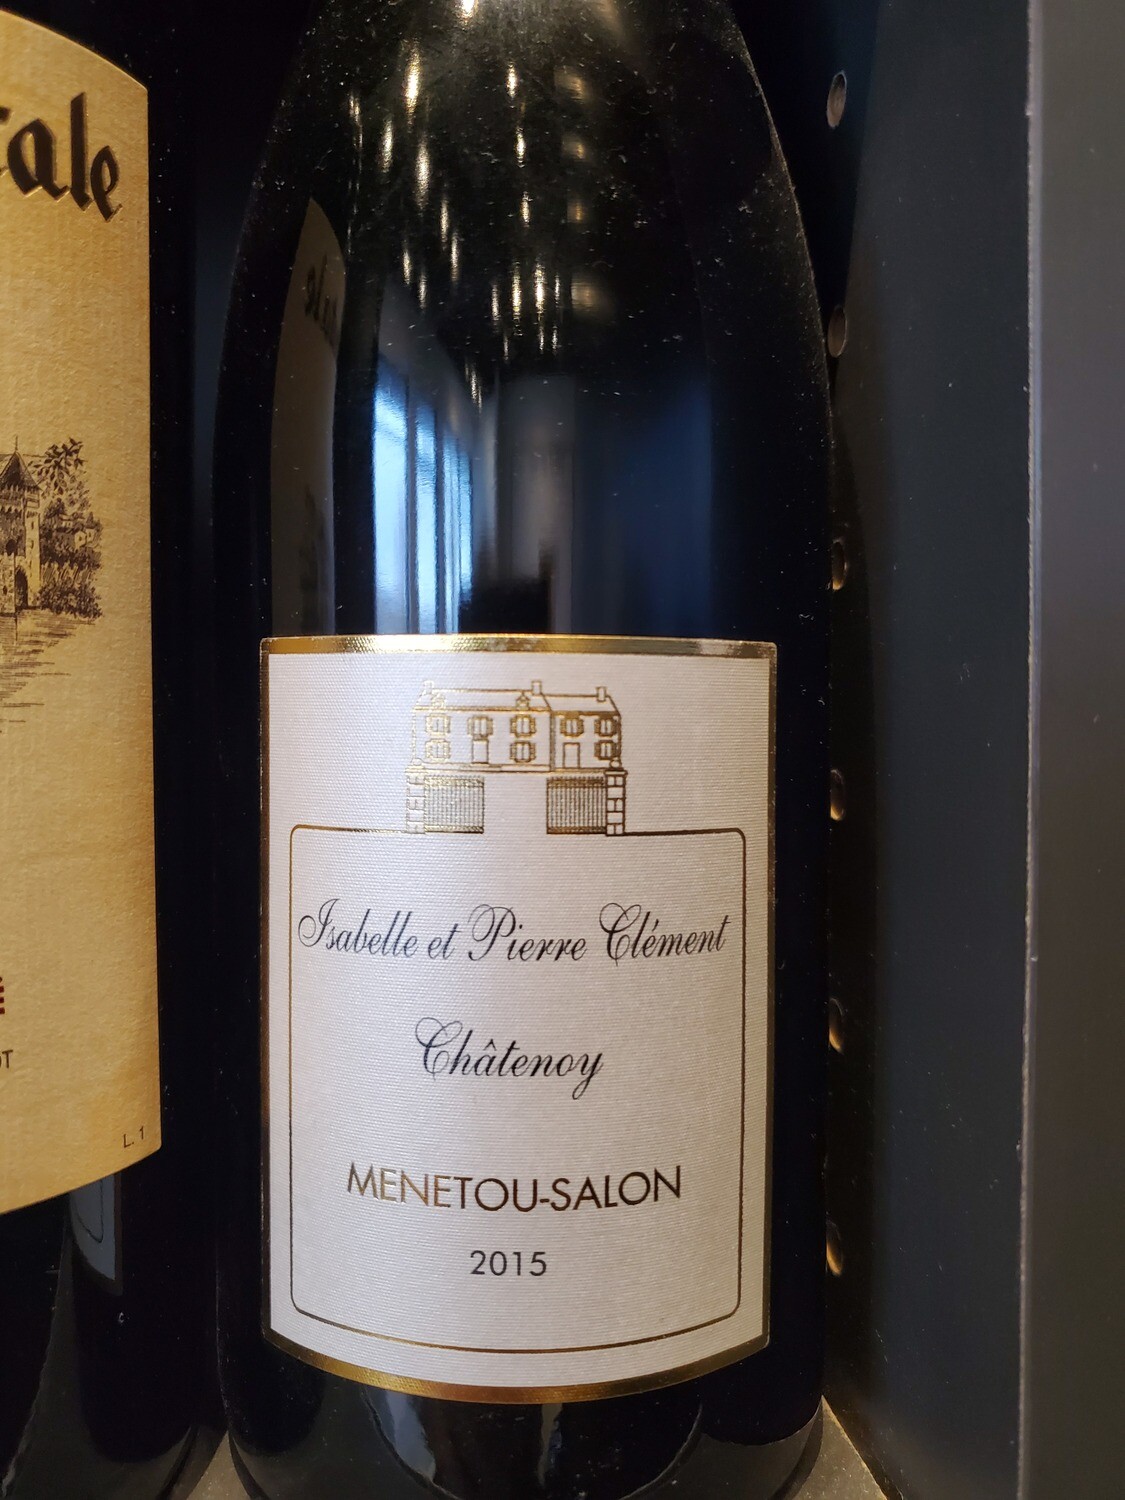 Isabelle et Pierre Clément
Châtenoy
MENETOU-SALON
2015
L.1